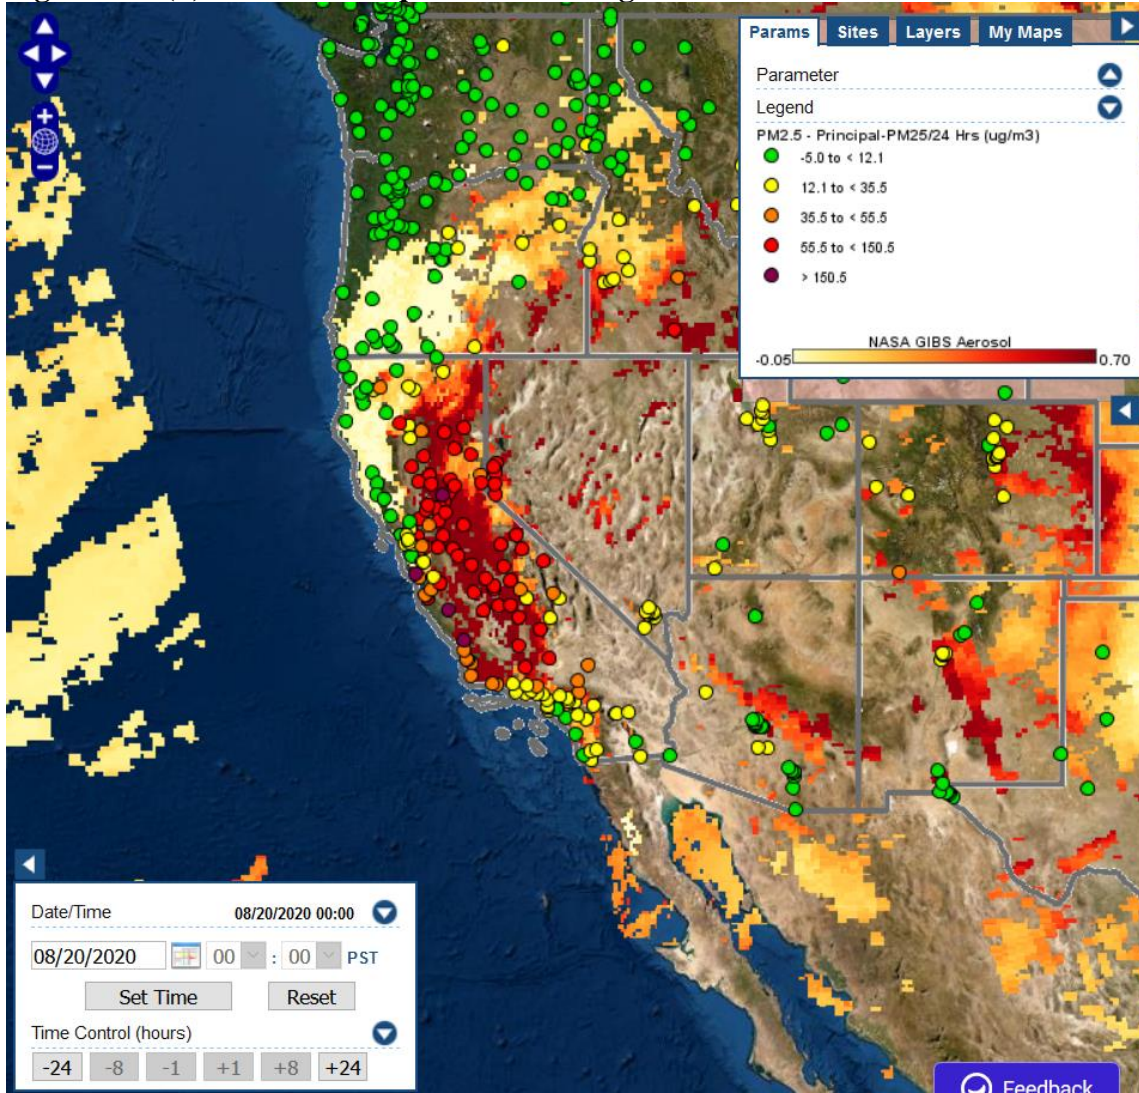 Params Sites Layers My Maps
Parameter
Legend
PM2.5 - Principal-PM25/24 Hrs (ug/m3)
-5.0 to < 12.1
12.1 to < 35.5
35.5 to < 55.5
55.5 to < 150.5
> 150.5
NASA GIBS Aerosol
-0.05 0.70
Date/Time 08/20/2020 00:00
08/20/2020 00 : 00 PST
Set Time Reset
Time Control (hours)
-24 -8 -1 +1 +8 +24
Feedback